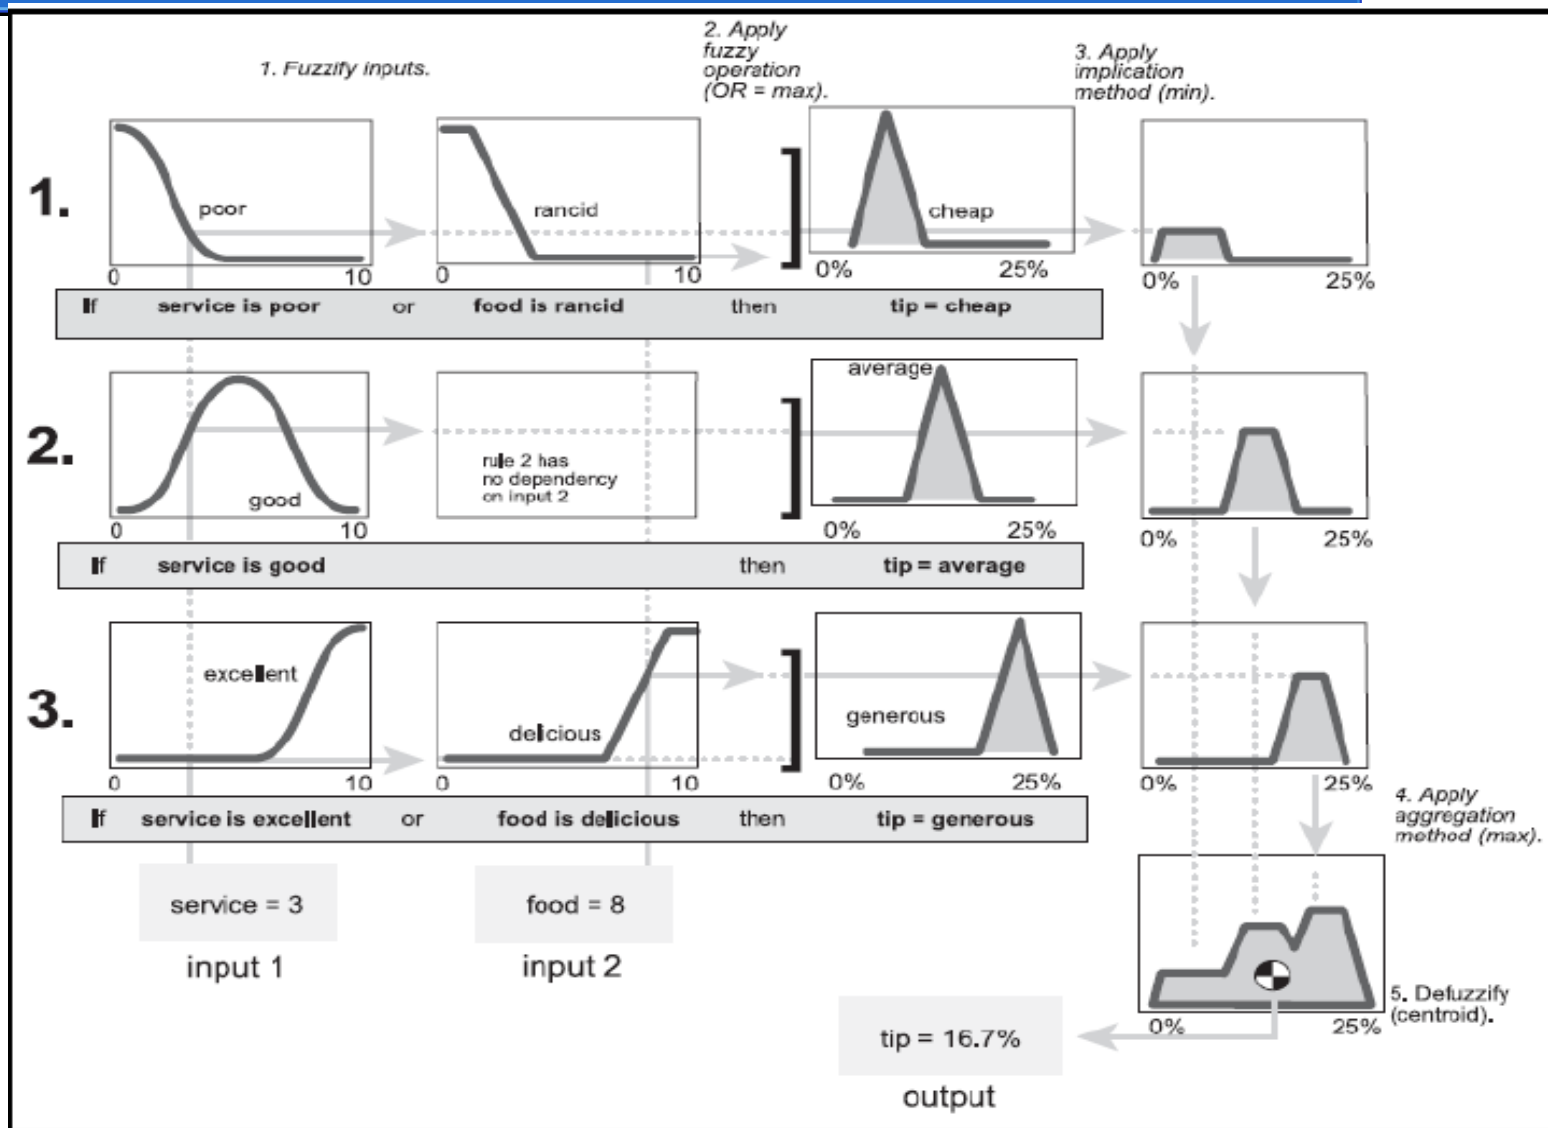 1. Fuzzify inputs.
2. Apply
fuzzy
operation
(OR = max).
3. Apply
implication
method (min).
1.
poor
0
10
rancid
0
10
cheap
0%
25%
0%
25%
If service is poor or food is rancid then tip = cheap
2.
good
0
10
rule 2 has
no dependency
on input 2
average
0%
25%
0%
25%
If service is good then tip = average
3.
excellent
0
10
delicious
0
10
generous
0%
25%
0%
25%
If service is excellent or food is delicious then tip = generous
4. Apply
aggregation
method (max).
service = 3
input 1
food = 8
input 2
0%
25%
5. Defuzzify
(centroid).
tip = 16.7%
output